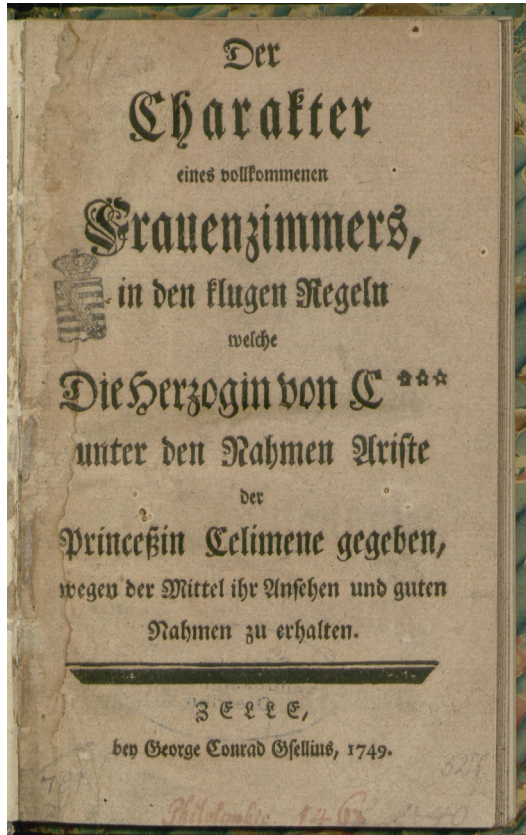 Der
Charakter
eines vollkommenen
Frauenzimmers,
in den klugen Regeln
welche
Die Herzogin von C ***
unter den Nahmen Ariste
der
Princeßin Celimene gegeben,
wegen der Mittel ihr Ansehen und guten
Nahmen zu erhalten.
ZELLE,
bey George Conrad Gsellius, 1749.
527